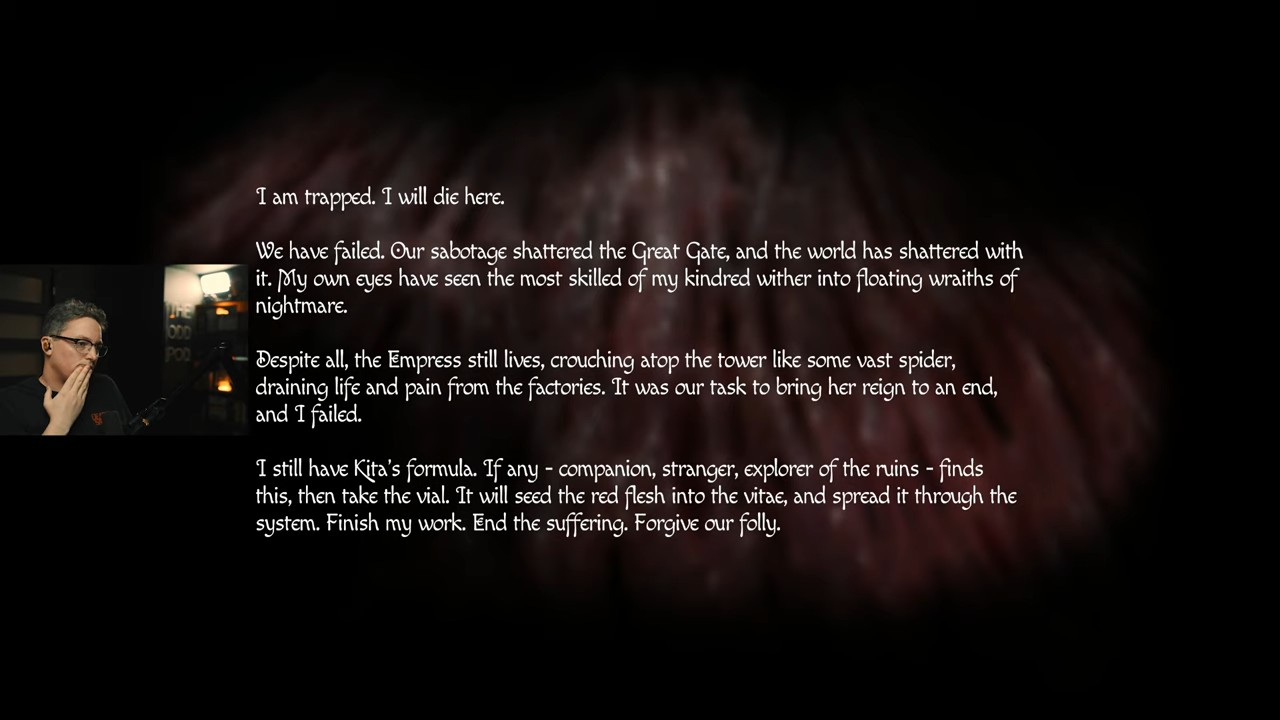 I am trapped. I will die here.
We have failed. Our sabotage shattered the Great Gate, and the world has shattered with
it. My own eyes have seen the most skilled of my kindred wither into floating wraiths of
nightmare.
Despite all, the Empress still lives, crouching atop the tower like some vast spider,
draining life and pain from the factories. It was our task to bring her reign to an end,
and I failed.
I still have Kita's formula. If any - companion, stranger, explorer of the ruins - finds
this, then take the vial. It will seed the red flesh into the vitae, and spread it through the
system. Finish my work. End the suffering. Forgive our folly.
THE
ODD
POD